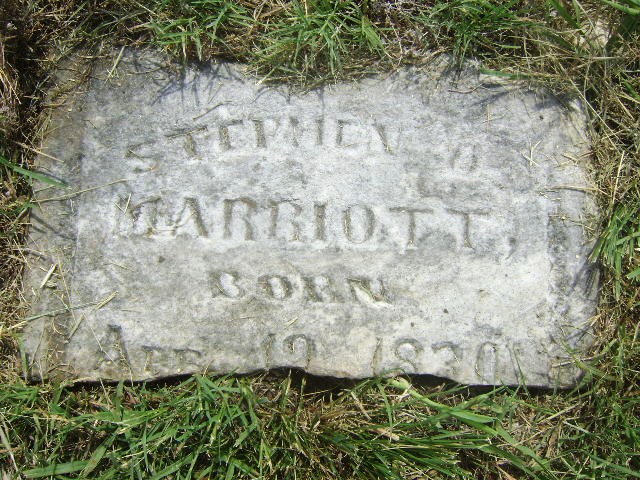 STEPHEN O
MARRIOTT,
BORN
APR. 19 1830